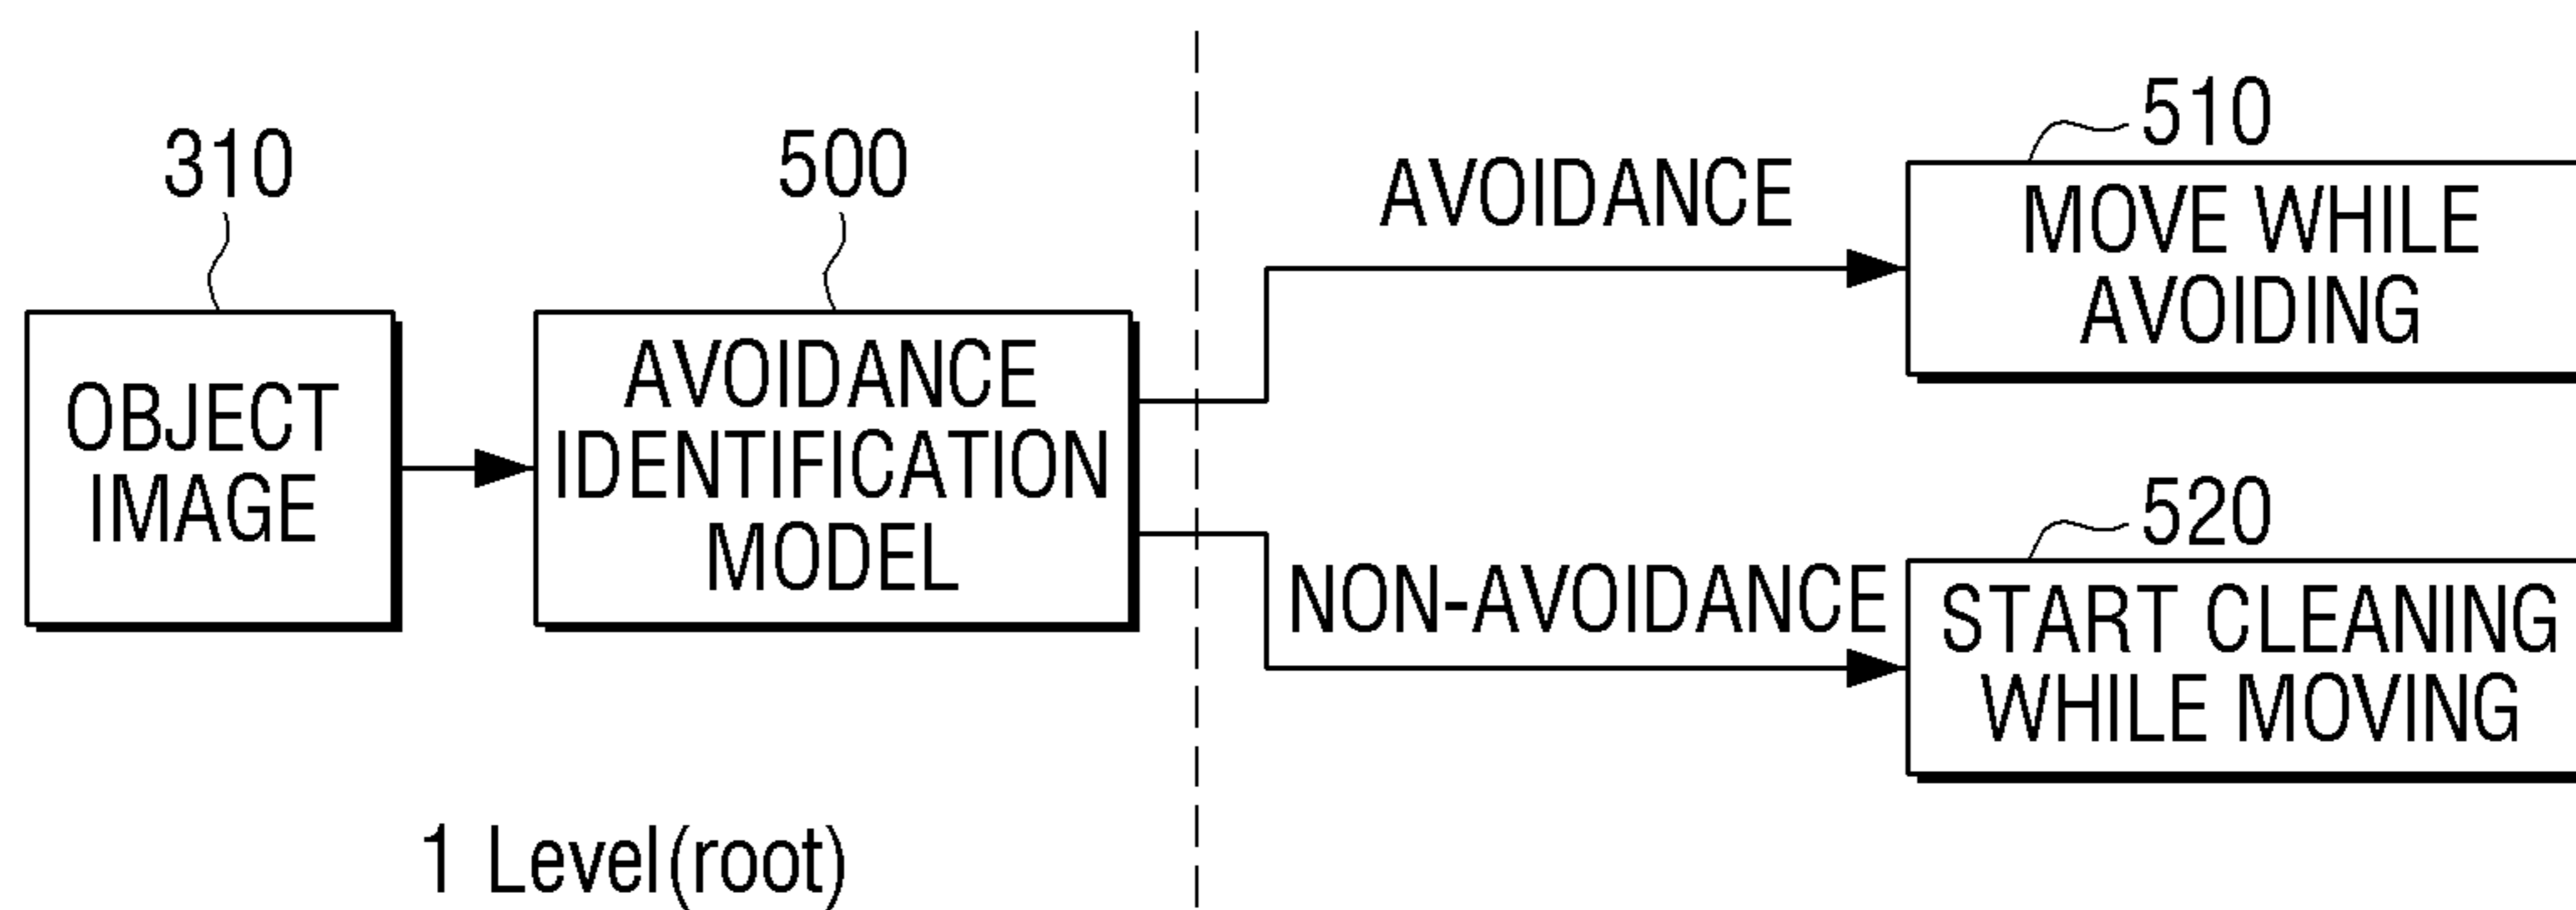 310
OBJECT
IMAGE
500
AVOIDANCE
IDENTIFICATION
MODEL
AVOIDANCE
510
MOVE WHILE
AVOIDING
NON-AVOIDANCE
520
START CLEANING
WHILE MOVING
1 Level(root)